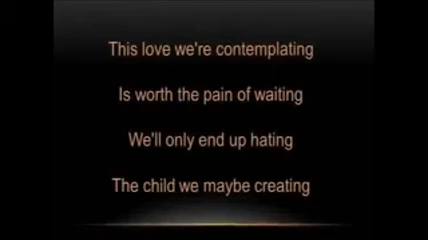 This love we're contemplating
Is worth the pain of waiting
We'll only end up hating
The child we maybe creating